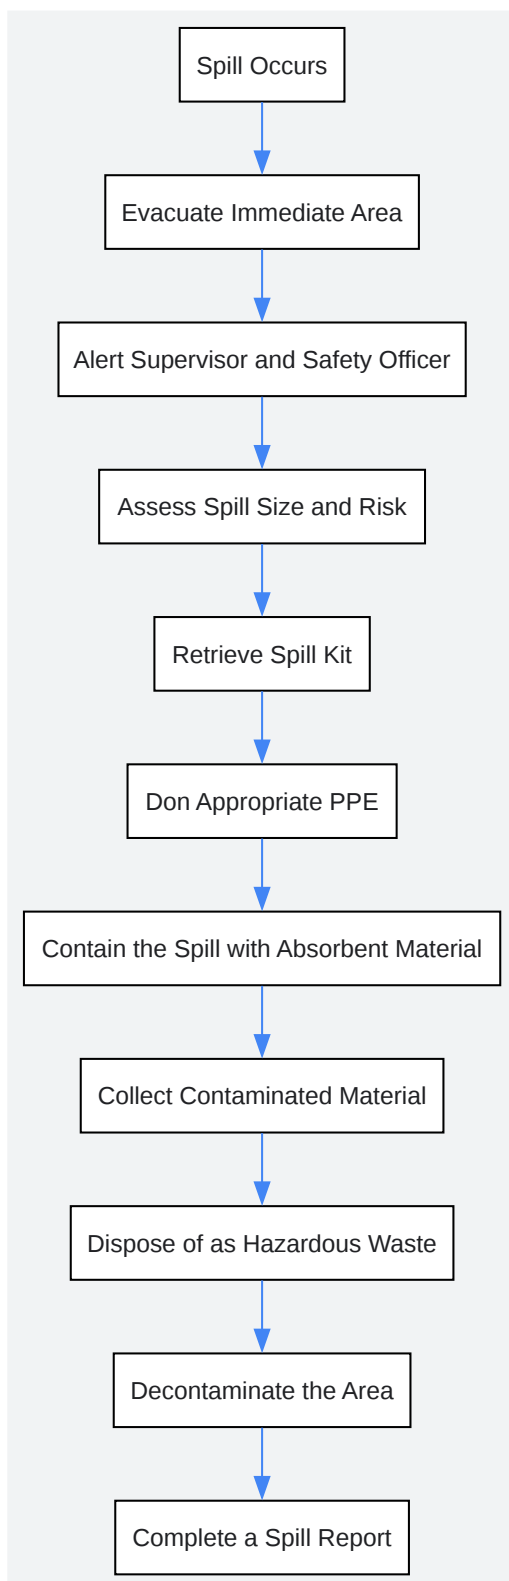 Spill Occurs
Evacuate Immediate Area
Alert Supervisor and Safety Officer
Assess Spill Size and Risk
Retrieve Spill Kit
Don Appropriate PPE
Contain the Spill with Absorbent Material
Collect Contaminated Material
Dispose of as Hazardous Waste
Decontaminate the Area
Complete a Spill Report